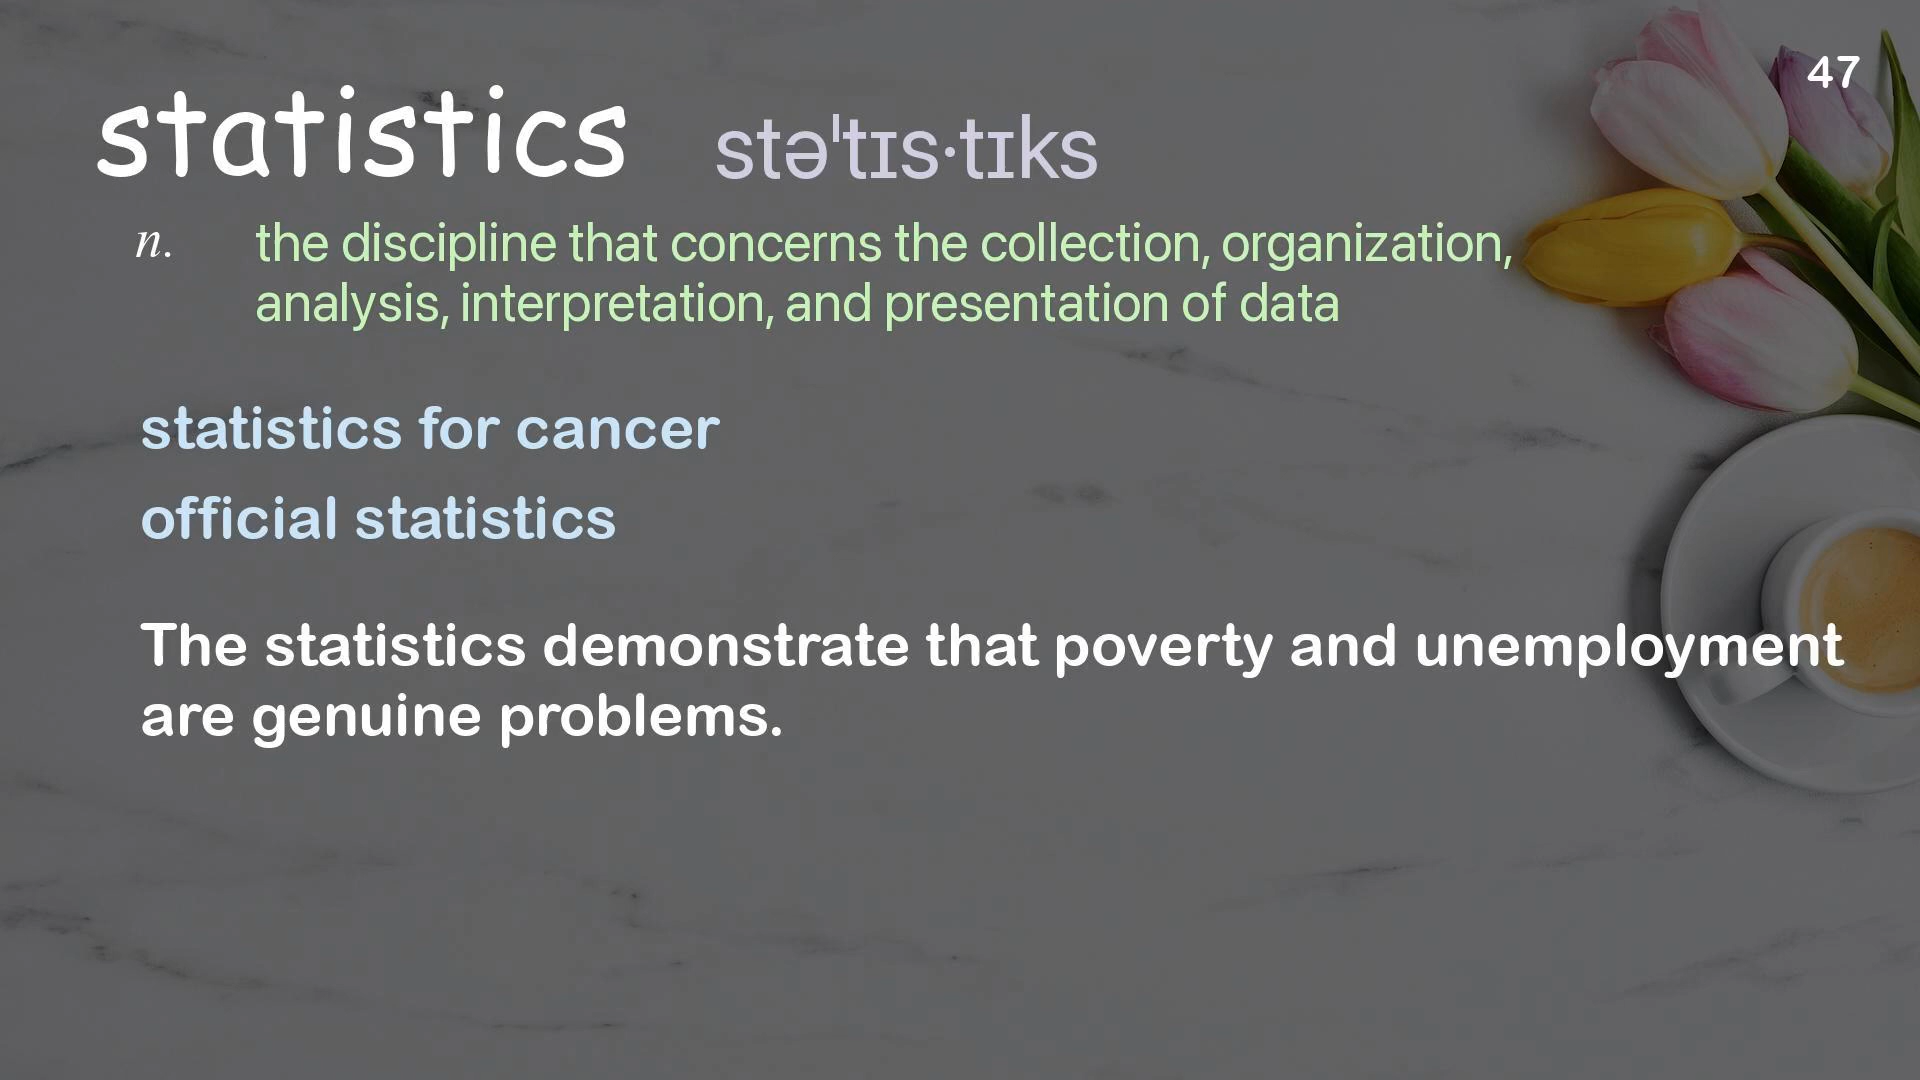 47
statistics stəˈtɪs·tɪks
n. the discipline that concerns the collection, organization,
analysis, interpretation, and presentation of data
statistics for cancer
official statistics
The statistics demonstrate that poverty and unemployment
are genuine problems.